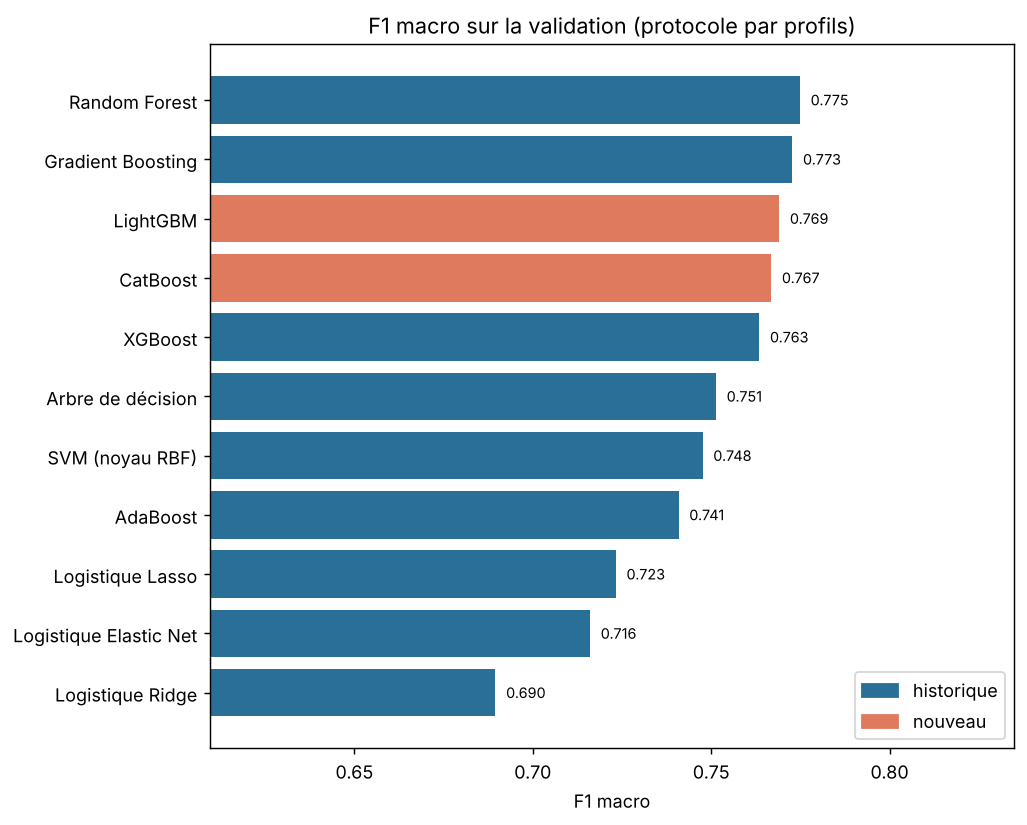 F1 macro sur la validation (protocole par profils)
Random Forest 0.775
Gradient Boosting 0.773
LightGBM 0.769
CatBoost 0.767
XGBoost 0.763
Arbre de décision 0.751
SVM (noyau RBF) 0.748
AdaBoost 0.741
Logistique Lasso 0.723
Logistique Elastic Net 0.716
Logistique Ridge 0.690
historique
nouveau
0.65 0.70 0.75 0.80
F1 macro